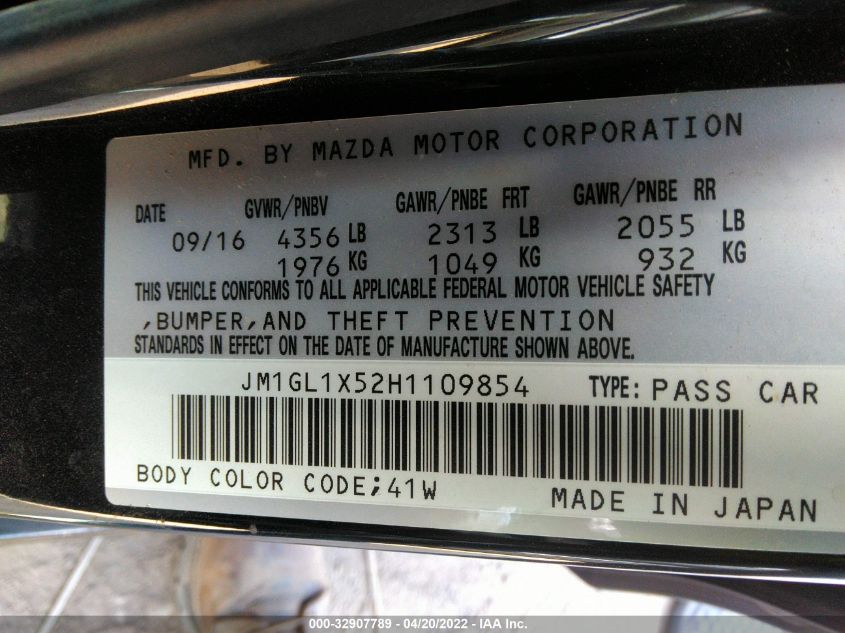 MFD. BY MAZDA MOTOR CORPORATION
DATE GVWR/PNBV GAWR/PNBE FRT GAWR/PNBE RR
09/16 4356 LB 2313 LB 2055 LB
1976 KG 1049 KG 932 KG
THIS VEHICLE CONFORMS TO ALL APPLICABLE FEDERAL MOTOR VEHICLE SAFETY
,BUMPER,AND THEFT PREVENTION
STANDARDS IN EFFECT ON THE DATE OF MANUFACTURE SHOWN ABOVE.
JM1GL1X52H1109854 TYPE: PASS CAR
BODY COLOR CODE;41W
MADE IN JAPAN
000-32907789 - 04/20/2022 - IAA Inc.